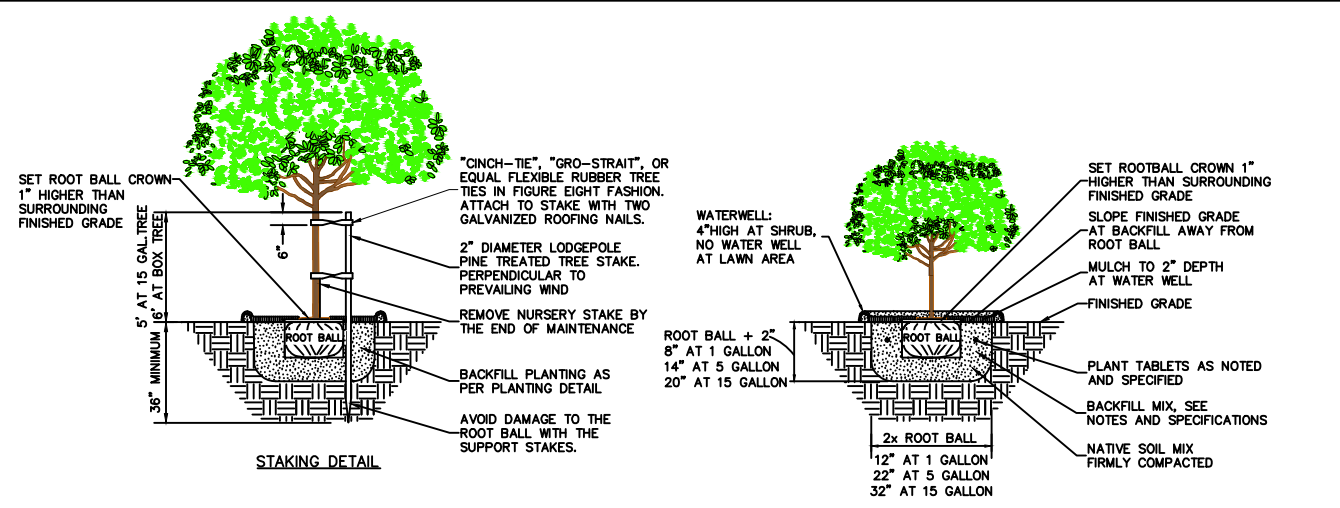 SET ROOT BALL CROWN
1" HIGHER THAN
SURROUNDING
FINISHED GRADE
5' AT 15 GAL.TREE
6' AT BOX TREE
36" MINIMUM
6"
ROOT BALL
"CINCH-TIE", "GRO-STRAIT", OR
EQUAL FLEXIBLE RUBBER TREE
TIES IN FIGURE EIGHT FASHION.
ATTACH TO STAKE WITH TWO
GALVANIZED ROOFING NAILS.
2" DIAMETER LODGEPOLE
PINE TREATED TREE STAKE.
PERPENDICULAR TO
PREVAILING WIND
REMOVE NURSERY STAKE BY
THE END OF MAINTENANCE
BACKFILL PLANTING AS
PER PLANTING DETAIL
AVOID DAMAGE TO THE
ROOT BALL WITH THE
SUPPORT STAKES.
STAKING DETAIL
WATERWELL:
4"HIGH AT SHRUB,
NO WATER WELL
AT LAWN AREA
ROOT BALL + 2"
8" AT 1 GALLON
14" AT 5 GALLON
20" AT 15 GALLON
ROOT BALL
2x ROOT BALL
12" AT 1 GALLON
22" AT 5 GALLON
32" AT 15 GALLON
SET ROOTBALL CROWN 1"
HIGHER THAN SURROUNDING
FINISHED GRADE
SLOPE FINISHED GRADE
AT BACKFILL AWAY FROM
ROOT BALL
MULCH TO 2" DEPTH
AT WATER WELL
FINISHED GRADE
PLANT TABLETS AS NOTED
AND SPECIFIED
BACKFILL MIX, SEE
NOTES AND SPECIFICATIONS
NATIVE SOIL MIX
FIRMLY COMPACTED